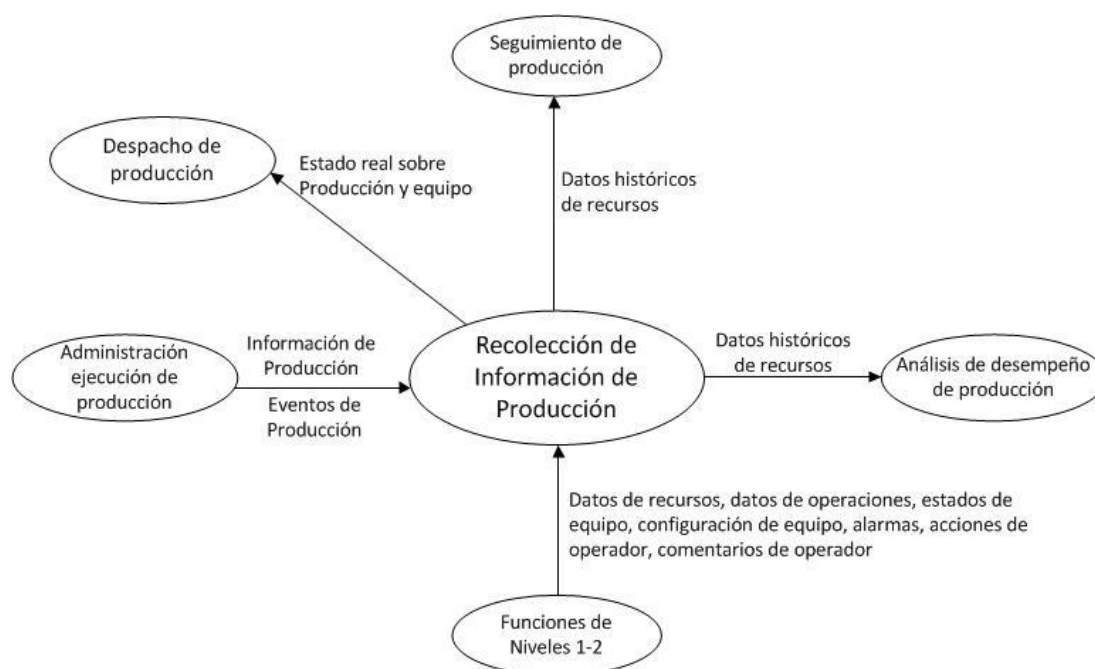 Seguimiento de
producción
Despacho de
producción
Estado real sobre
Producción y equipo
Datos históricos
de recursos
Administración
ejecución de
producción
Información de
Producción
Eventos de
Producción
Recolección de
Información de
Producción
Datos históricos
de recursos
Análisis de desempeño
de producción
Datos de recursos, datos de operaciones, estados de
equipo, configuración de equipo, alarmas, acciones de
operador, comentarios de operador
Funciones de
Niveles 1-2